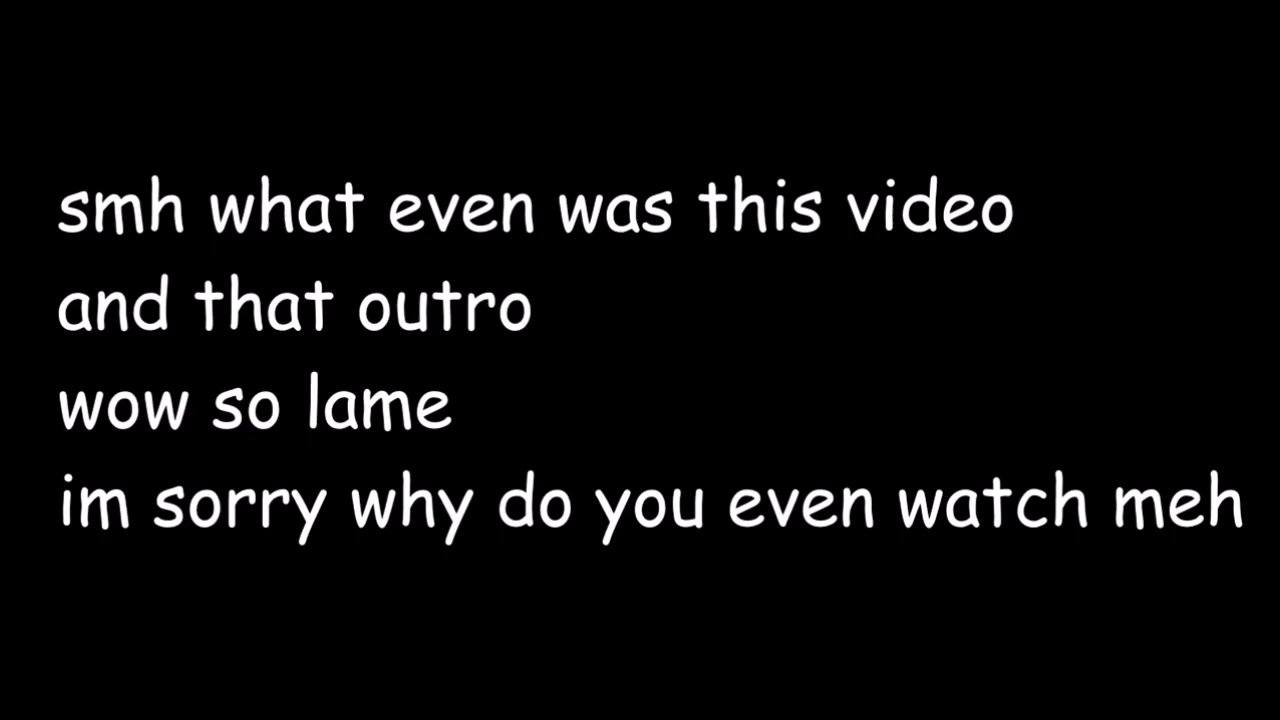 smh what even was this video
and that outro
wow so lame
im sorry why do you even watch meh